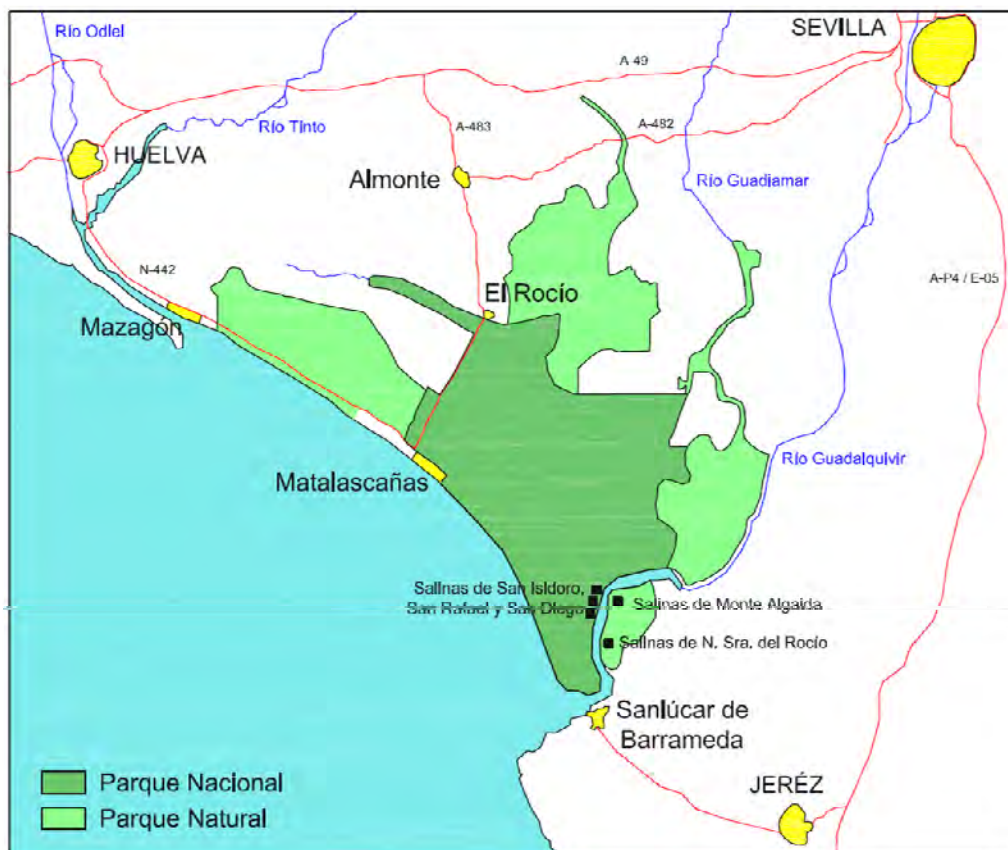 SEVILLA
Río Odlel
A-49
A-483
A-482
Río Tinto
HUELVA
Almonte
Río Guadiamar
N-442
A-P4 / E-05
El Rocío
Mazagón
Río Guadalquivir
Matalascañas
Salinas de San Isidoro,
San Rafael y San Diego
Salinas de Monte Algaida
Salinas de N. Sra. del Rocío
Sanlúcar de
Barrameda
Parque Nacional
JERÉZ
Parque Natural